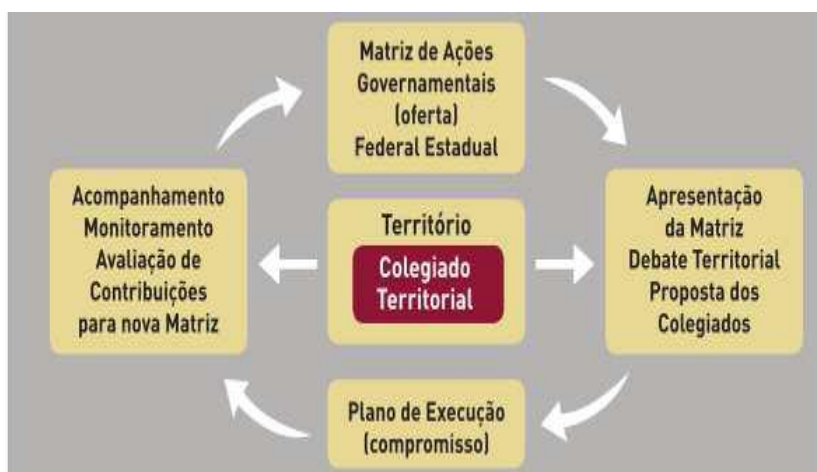 Matriz de Ações
Governamentais
(oferta)
Federal Estadual
Acompanhamento
Monitoramento
Avaliação de
Contribuições
para nova Matriz
Território
Colegiado
Territorial
Apresentação
da Matriz
Debate Territorial
Proposta dos
Colegiados
Plano de Execução
(compromisso)